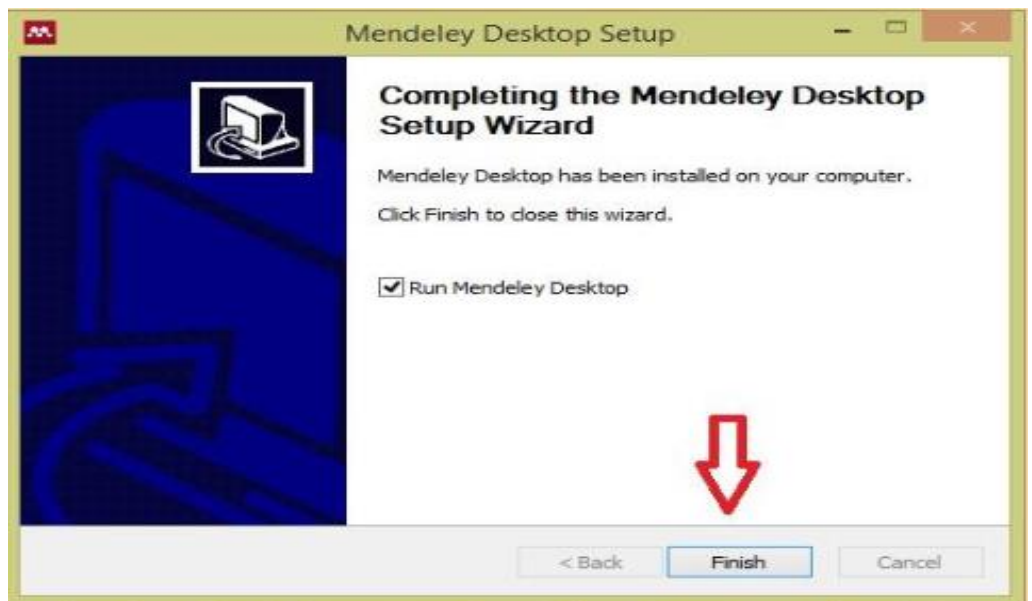 Mendeley Desktop Setup
Completing the Mendeley Desktop
Setup Wizard
Mendeley Desktop has been installed on your computer.
Click Finish to close this wizard.
Run Mendeley Desktop
< Back Finish Cancel